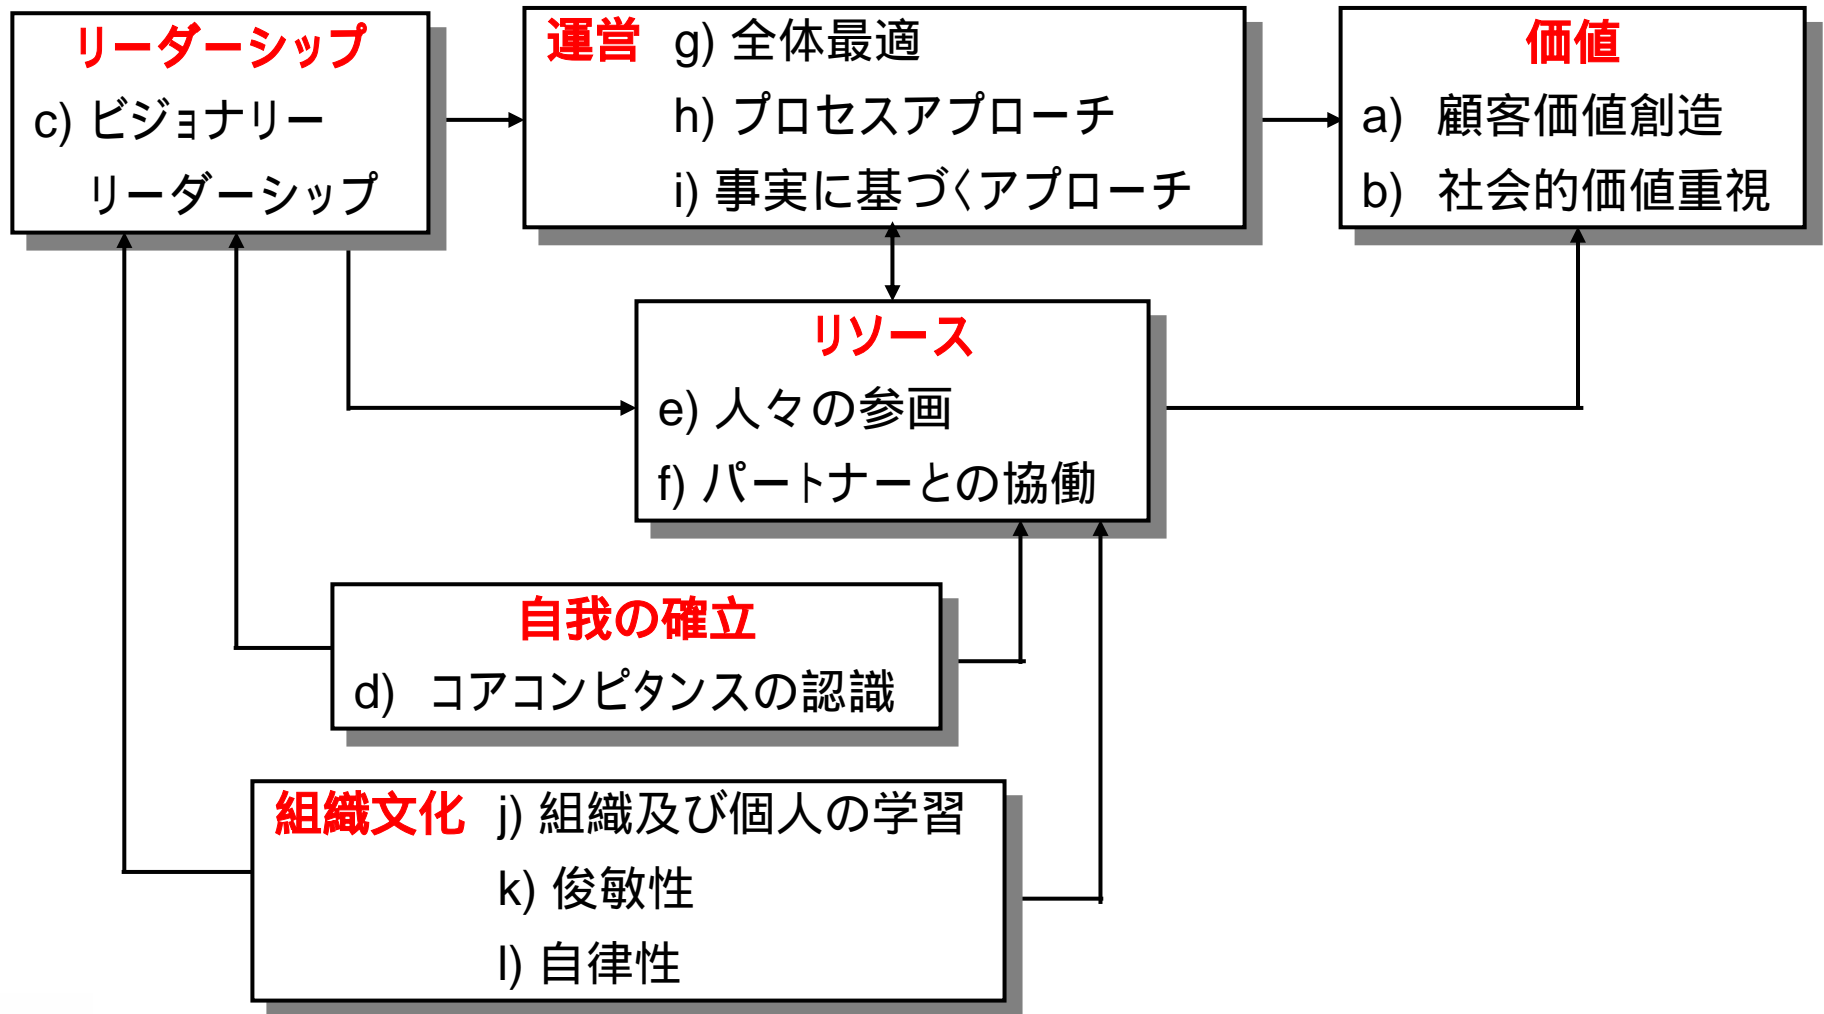 リーダーシップ
c) ビジョナリー
リーダーシップ
運営 g) 全体最適
h) プロセスアプローチ
i) 事実に基づくアプローチ
価値
a) 顧客価値創造
b) 社会的価値重視
リソース
e) 人々の参画
f) パートナーとの協働
自我の確立
d) コアコンピタンスの認識
組織文化 j) 組織及び個人の学習
k) 俊敏性
l) 自律性